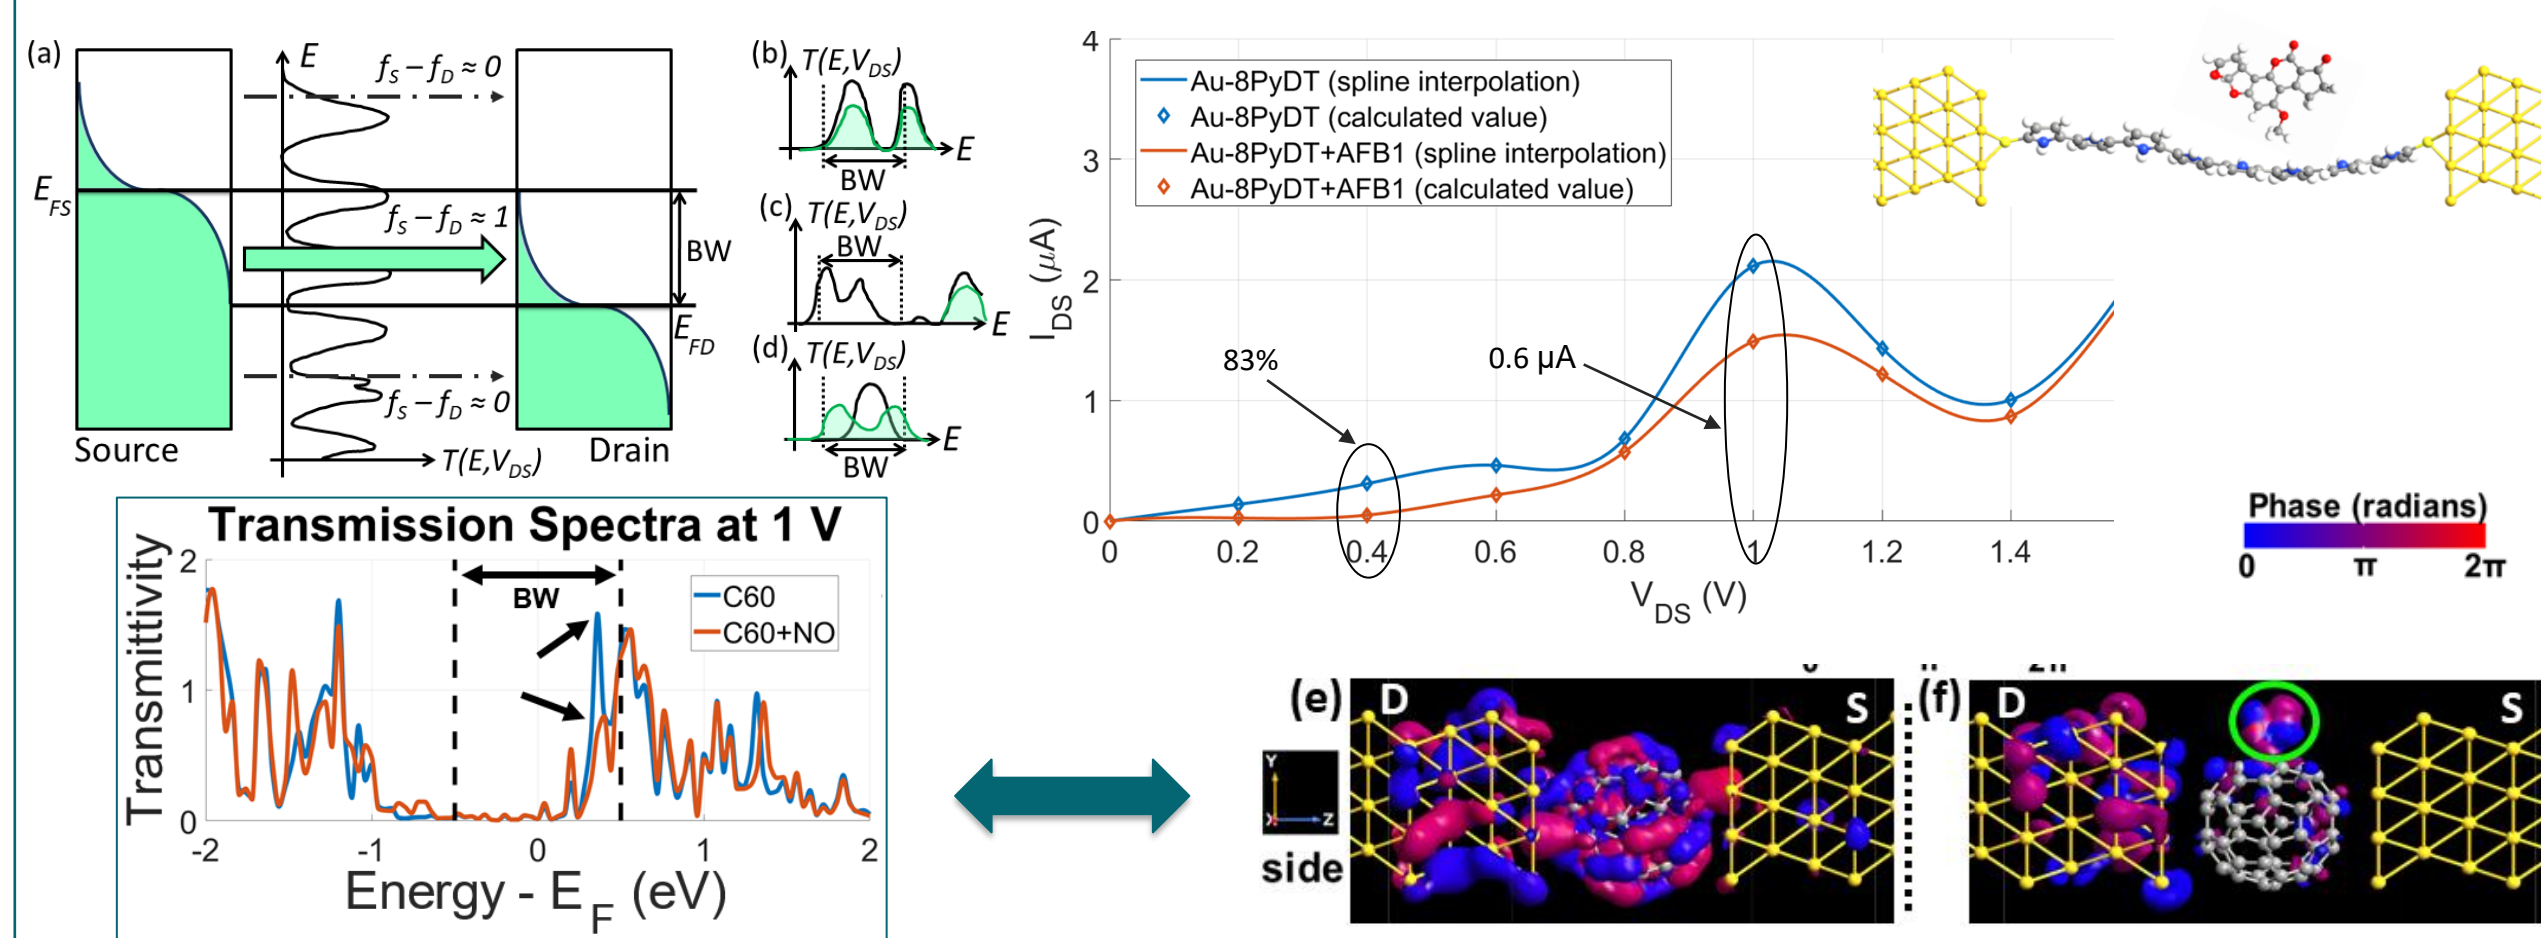 (a)
E
fS – fD ≈ 0
EFS
fS – fD ≈ 1
BW
EFD
fS – fD ≈ 0
Source
Drain
T(E,VDS)
(b)
T(E,VDS)
E
BW
(c)
T(E,VDS)
BW
E
(d)
T(E,VDS)
E
BW
Transmission Spectra at 1 V
Transmittivity
2
1
0
BW
C60
C60+NO
-2
-1
0
1
2
Energy - EF (eV)
4
3
2
1
0
IDS (μA)
Au-8PyDT (spline interpolation)
Au-8PyDT (calculated value)
Au-8PyDT+AFB1 (spline interpolation)
Au-8PyDT+AFB1 (calculated value)
83%
0.6 μA
0
0.2
0.4
0.6
0.8
1
1.2
1.4
VDS (V)
Phase (radians)
0
π
2π
(e)
D
S
Y
X
Z
side
(f)
D
S